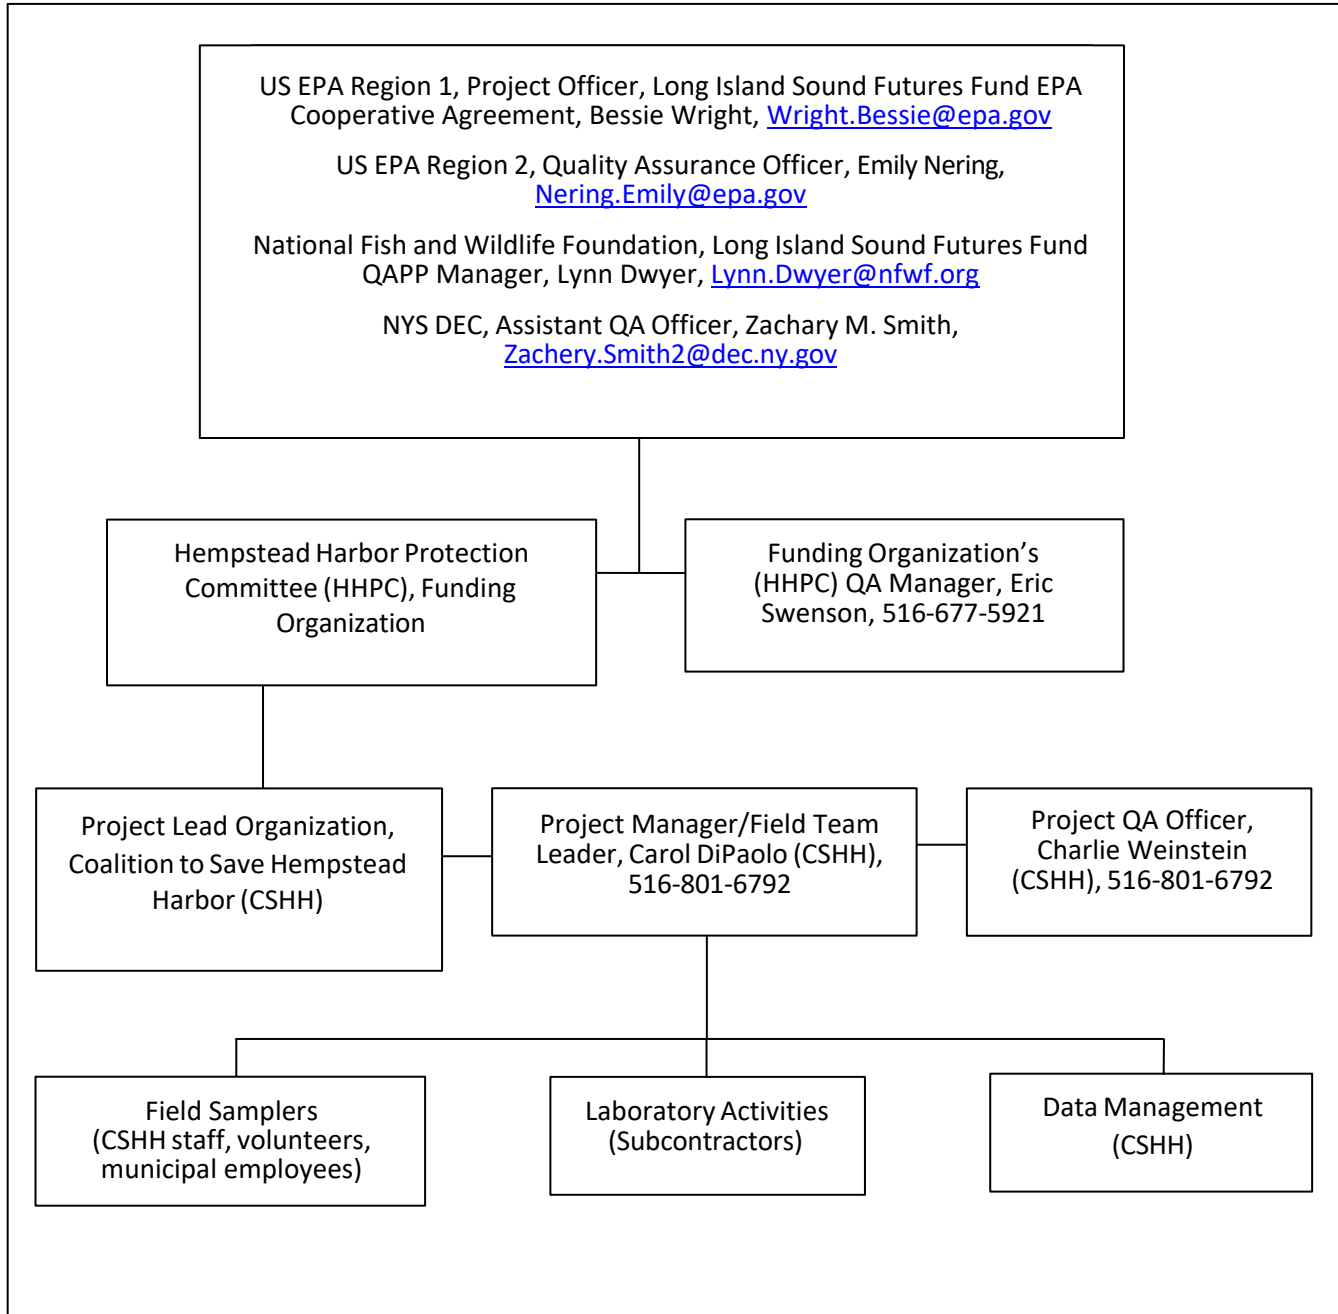 US EPA Region 1, Project Officer, Long Island Sound Futures Fund EPA
Cooperative Agreement, Bessie Wright, Wright.Bessie@epa.gov
US EPA Region 2, Quality Assurance Officer, Emily Nering,
Nering.Emily@epa.gov
National Fish and Wildlife Foundation, Long Island Sound Futures Fund
QAPP Manager, Lynn Dwyer, Lynn.Dwyer@nfwf.org
NYS DEC, Assistant QA Officer, Zachary M. Smith,
Zachery.Smith2@dec.ny.gov
Hempstead Harbor Protection
Committee (HHPC), Funding
Organization
Funding Organization’s
(HHPC) QA Manager, Eric
Swenson, 516-677-5921
Project Lead Organization,
Coalition to Save Hempstead
Harbor (CSHH)
Project Manager/Field Team
Leader, Carol DiPaolo (CSHH),
516-801-6792
Project QA Officer,
Charlie Weinstein
(CSHH), 516-801-6792
Field Samplers
(CSHH staff, volunteers,
municipal employees)
Laboratory Activities
(Subcontractors)
Data Management
(CSHH)